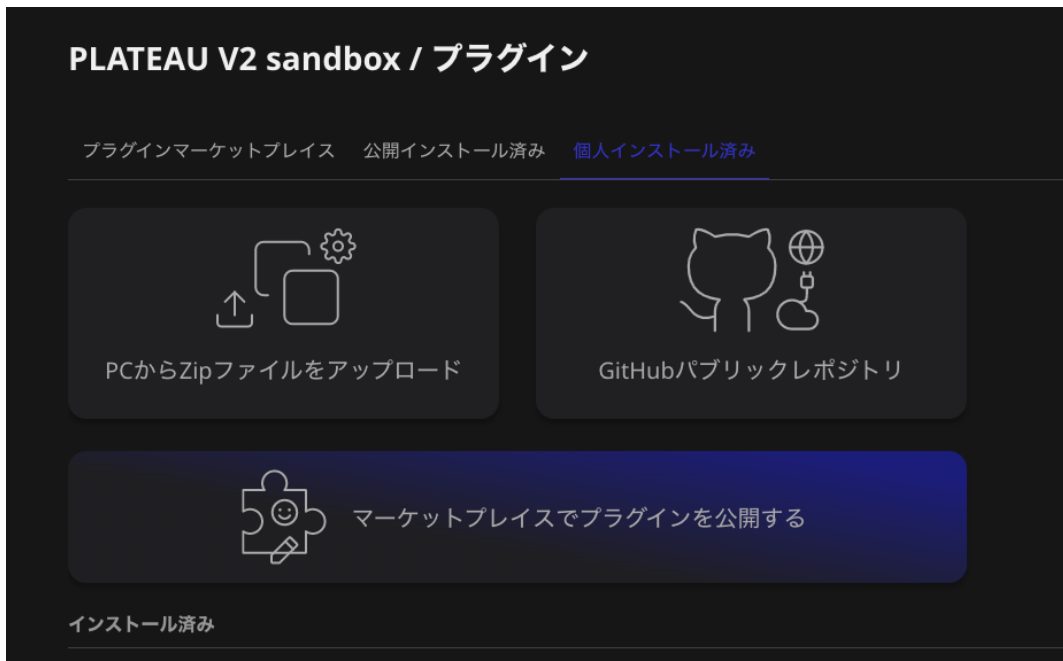 PLATEAU V2 sandbox / プラグイン
プラグインマーケットプレイス 公開インストール済み 個人インストール済み
PCからZipファイルをアップロード
GitHubパブリックレポジトリ
マーケットプレイスでプラグインを公開する
インストール済み